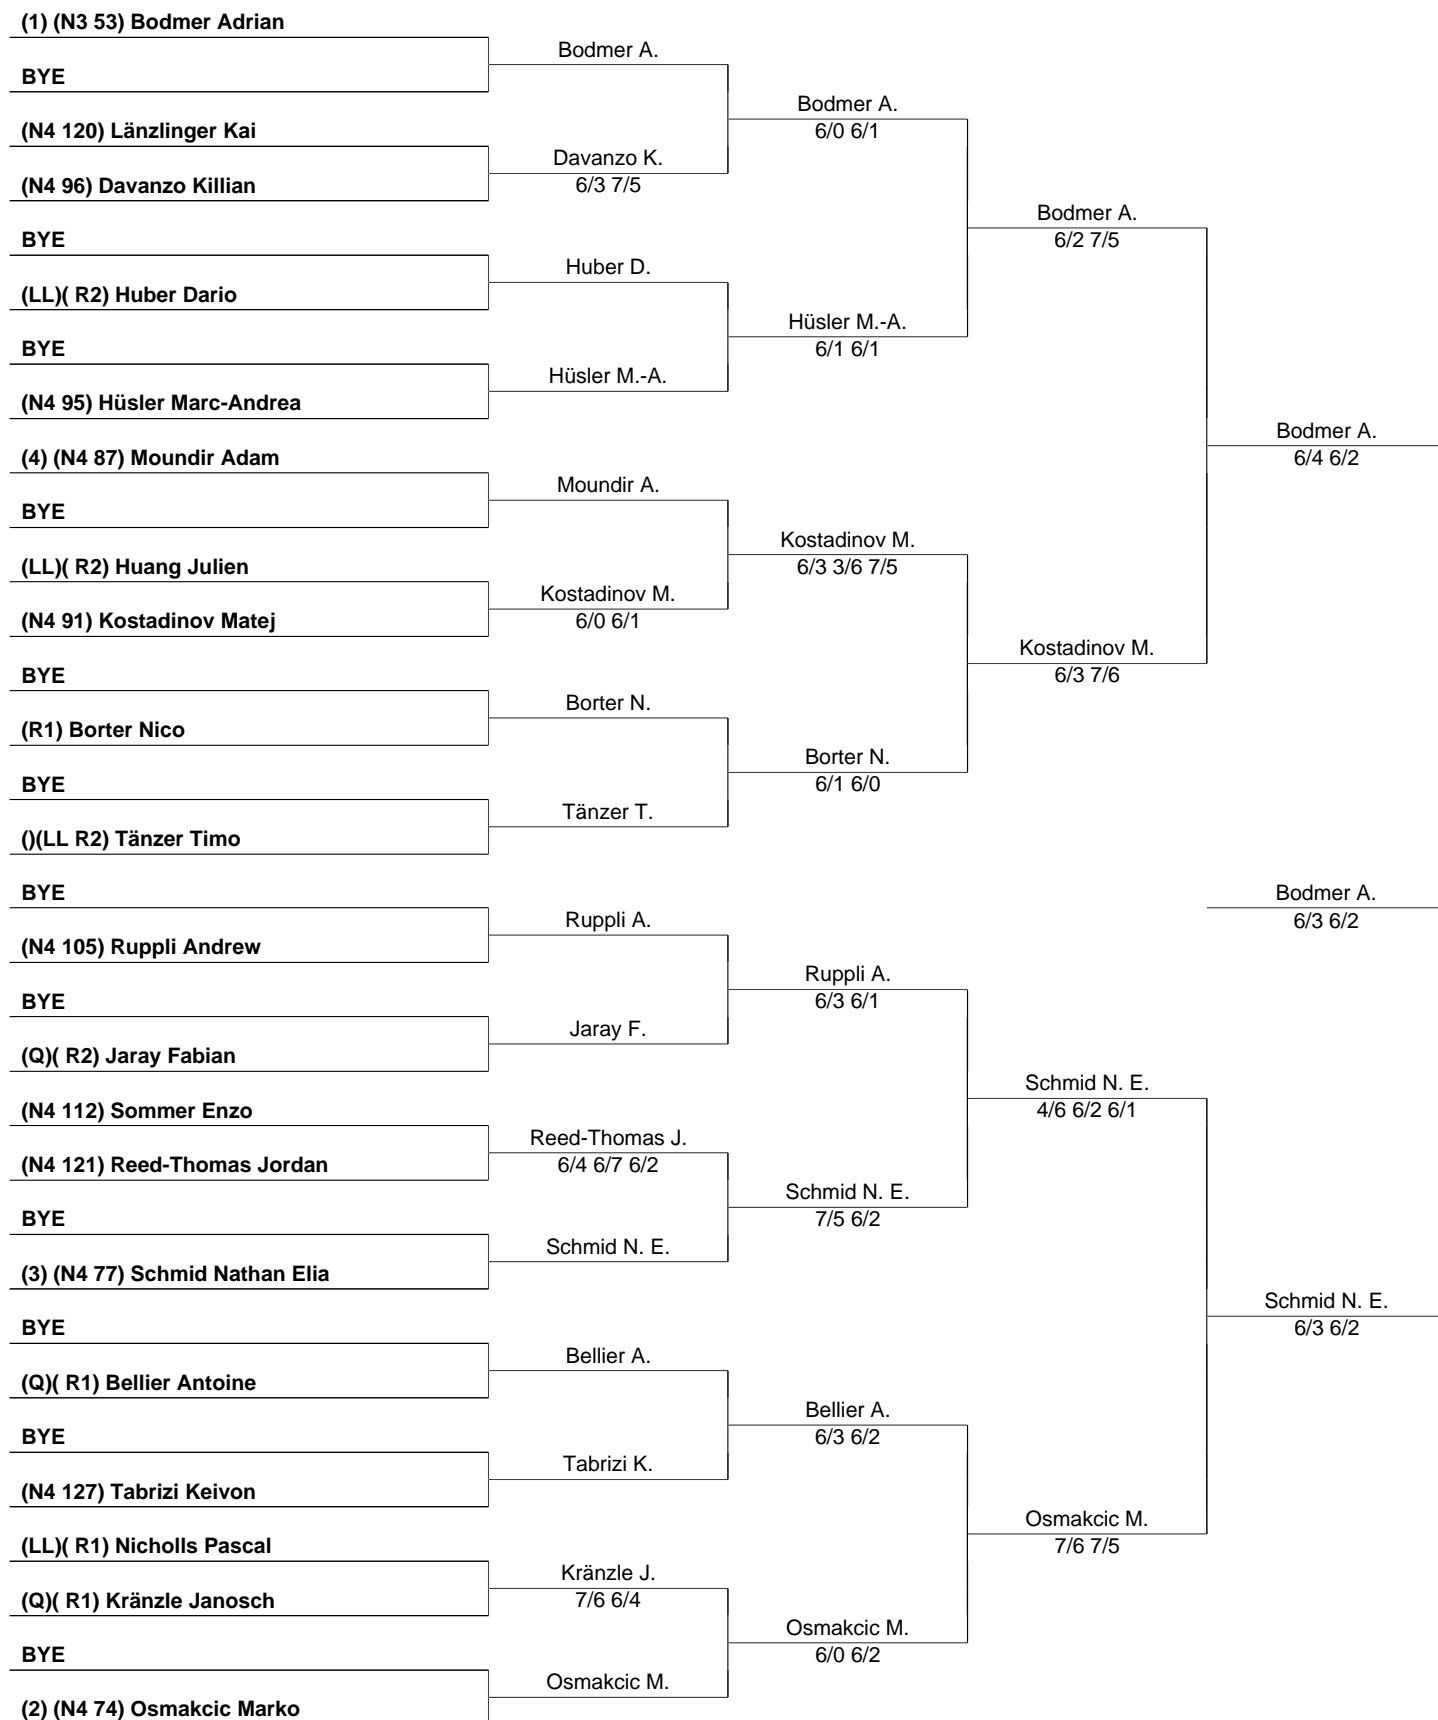 (1) (N3 53) Bodmer Adrian
Bodmer A.
BYE
Bodmer A.
6/0 6/1
(N4 120) Länzlinger Kai
Davanzo K.
6/3 7/5
(N4 96) Davanzo Killian
Bodmer A.
6/2 7/5
BYE
Huber D.
(LL)( R2) Huber Dario
Hüsler M.-A.
6/1 6/1
BYE
Hüsler M.-A.
(N4 95) Hüsler Marc-Andrea
Bodmer A.
6/4 6/2
(4) (N4 87) Moundir Adam
Moundir A.
BYE
Kostadinov M.
6/3 3/6 7/5
(LL)( R2) Huang Julien
Kostadinov M.
6/0 6/1
(N4 91) Kostadinov Matej
Kostadinov M.
6/3 7/6
BYE
Borter N.
(R1) Borter Nico
Borter N.
6/1 6/0
BYE
Tänzer T.
()(LL R2) Tänzer Timo
BYE
Bodmer A.
6/3 6/2
Ruppli A.
(N4 105) Ruppli Andrew
Ruppli A.
6/3 6/1
BYE
Jaray F.
(Q)( R2) Jaray Fabian
Schmid N. E.
4/6 6/2 6/1
(N4 112) Sommer Enzo
Reed-Thomas J.
6/4 6/7 6/2
(N4 121) Reed-Thomas Jordan
Schmid N. E.
7/5 6/2
BYE
Schmid N. E.
(3) (N4 77) Schmid Nathan Elia
Schmid N. E.
6/3 6/2
BYE
Bellier A.
(Q)( R1) Bellier Antoine
Bellier A.
6/3 6/2
BYE
Tabrizi K.
(N4 127) Tabrizi Keivon
Osmakcic M.
7/6 7/5
(LL)( R1) Nicholls Pascal
Kränzle J.
7/6 6/4
(Q)( R1) Kränzle Janosch
Osmakcic M.
6/0 6/2
BYE
Osmakcic M.
(2) (N4 74) Osmakcic Marko